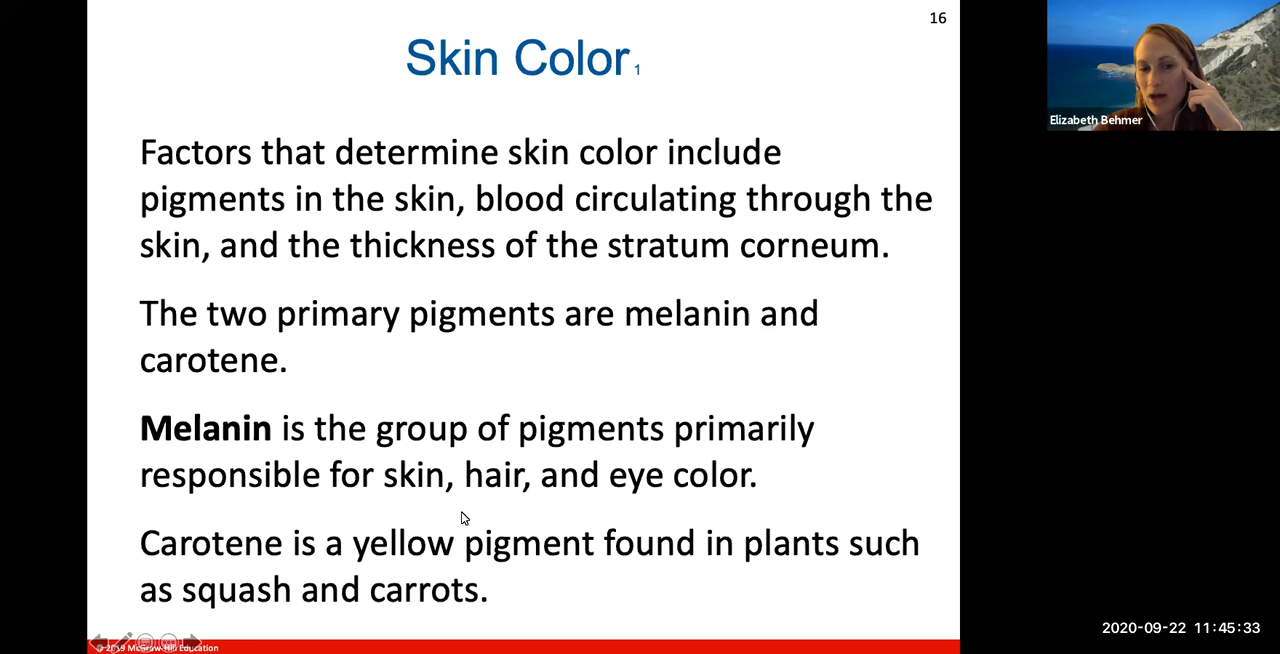 16
Skin Color 1
Elizabeth Behmer
Factors that determine skin color include
pigments in the skin, blood circulating through the
skin, and the thickness of the stratum corneum.
The two primary pigments are melanin and
carotene.
Melanin is the group of pigments primarily
responsible for skin, hair, and eye color.
Carotene is a yellow pigment found in plants such
as squash and carrots.
© 2019 McGraw-Hill Education
2020-09-22 11:45:33